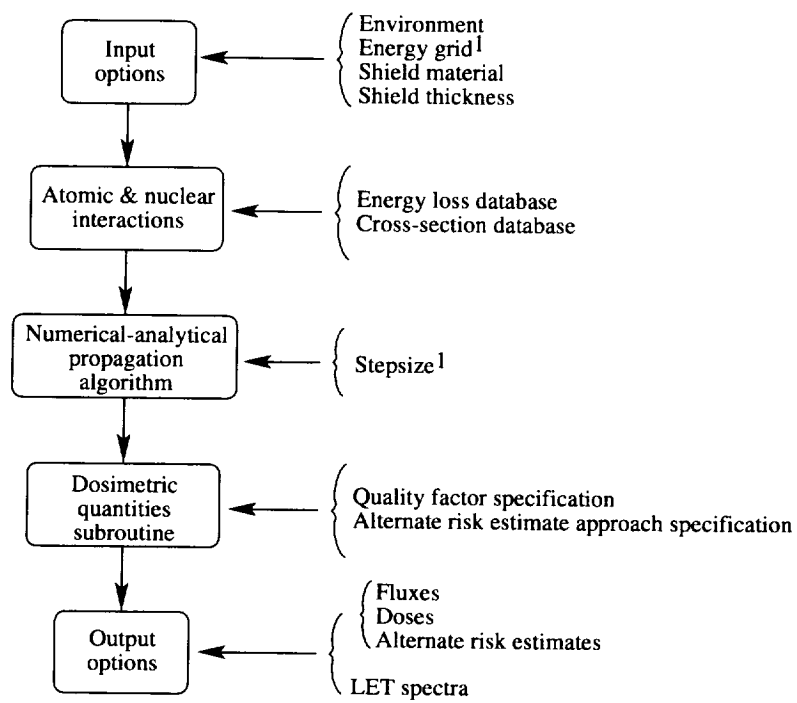 Input
options
Environment
Energy grid¹
Shield material
Shield thickness
Atomic & nuclear
interactions
Energy loss database
Cross-section database
Numerical-analytical
propagation
algorithm
Stepsize¹
Dosimetric
quantities
subroutine
Quality factor specification
Alternate risk estimate approach specification
Output
options
Fluxes
Doses
Alternate risk estimates
LET spectra